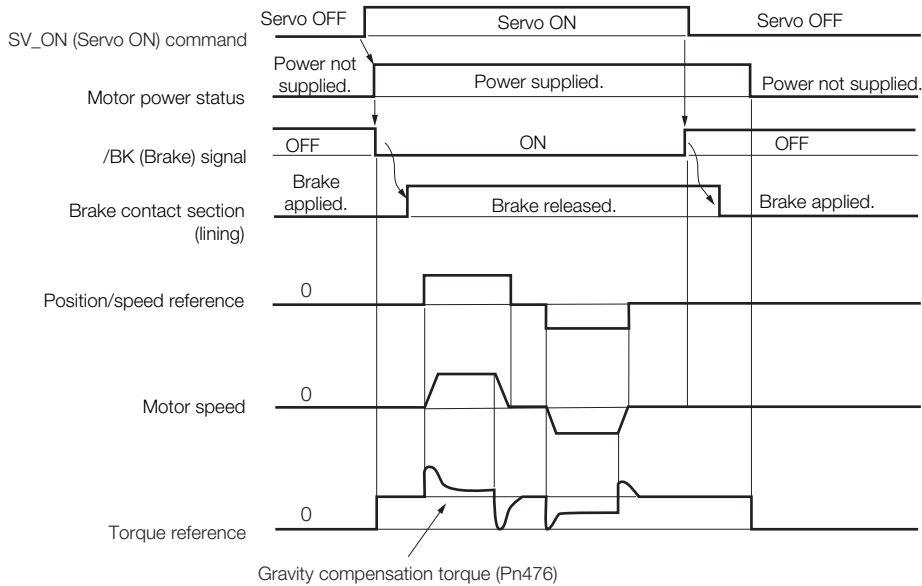 Servo OFF
Servo ON
Servo OFF
SV_ON (Servo ON) command
Power not
supplied.
Power supplied.
Power not supplied.
Motor power status
OFF
ON
OFF
/BK (Brake) signal
Brake
applied.
Brake released.
Brake applied.
Brake contact section
(lining)
Position/speed reference
0
Motor speed
0
Torque reference
0
Gravity compensation torque (Pn476)